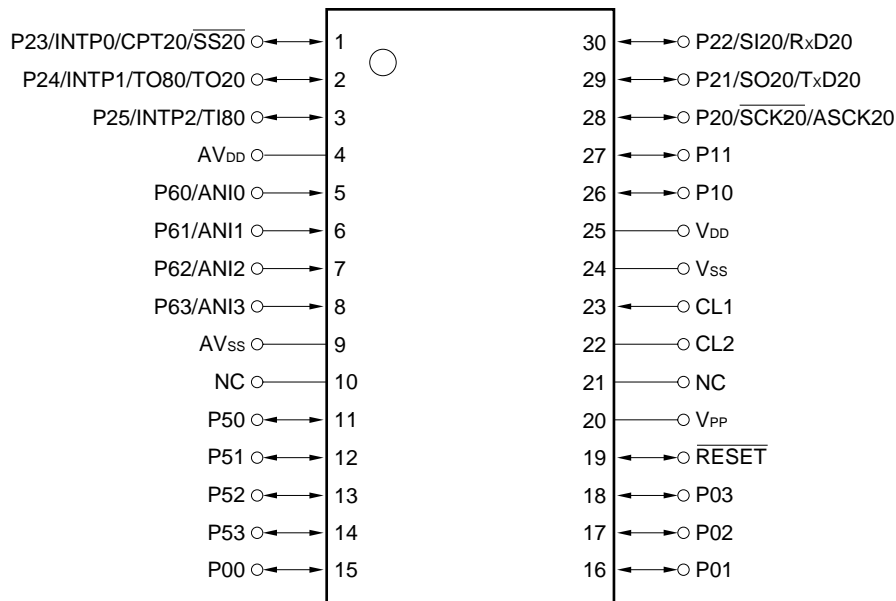 P23/INTP0/CPT20/SS20 1 30 P22/SI20/RxD20
P24/INTP1/TO80/TO20 2 29 P21/SO20/TxD20
P25/INTP2/TI80 3 28 P20/SCK20/ASCK20
AVDD 4 27 P11
P60/ANI0 5 26 P10
P61/ANI1 6 25 VDD
P62/ANI2 7 24 VSS
P63/ANI3 8 23 CL1
AVSS 9 22 CL2
NC 10 21 NC
P50 11 20 VPP
P51 12 19 RESET
P52 13 18 P03
P53 14 17 P02
P00 15 16 P01